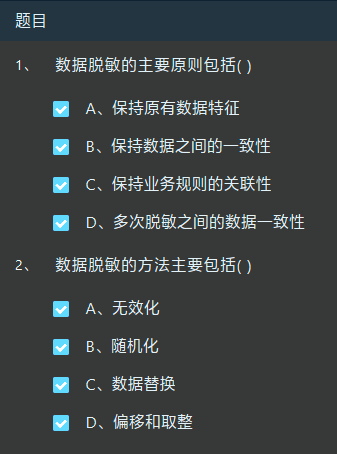 题目
1、 数据脱敏的主要原则包括( )
A、保持原有数据特征
B、保持数据之间的一致性
C、保持业务规则的关联性
D、多次脱敏之间的数据一致性
2、 数据脱敏的方法主要包括( )
A、无效化
B、随机化
C、数据替换
D、偏移和取整